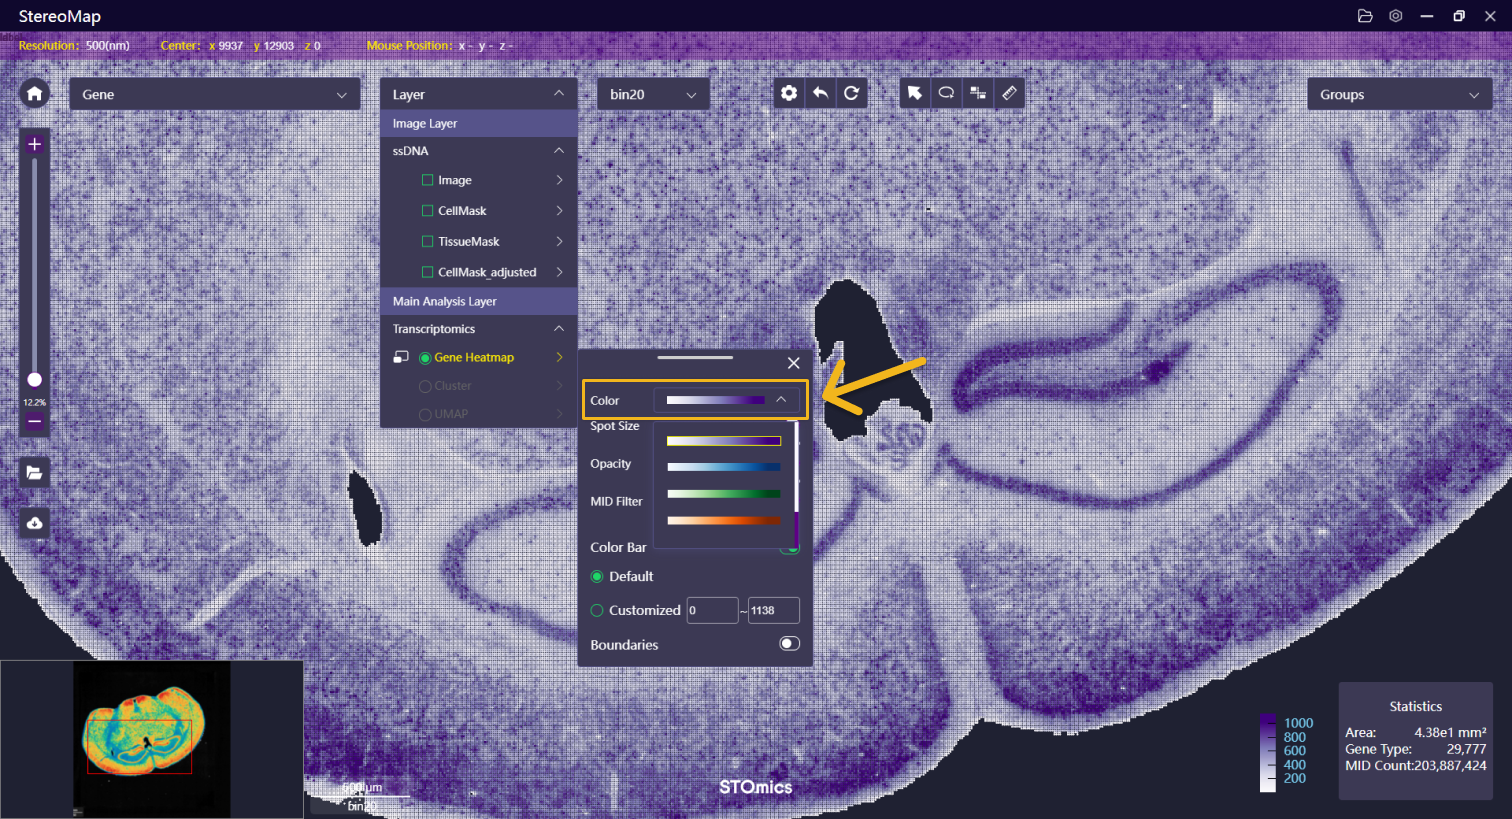 StereoMap
Resolution: 500(nm) Center: x 9937 y 12903 z 0 Mouse Position: x - y - z -
Gene
Layer
bin20
Groups
Image Layer
ssDNA
Image
CellMask
TissueMask
CellMask_adjusted
Main Analysis Layer
Transcriptomics
Gene Heatmap
Cluster
UMAP
12.2%
Color
Spot Size
Opacity
MID Filter
Color Bar
Default
Customized 0 ~ 1138
Boundaries
1000
800
600
400
200
Statistics
Area: 4.38e1 mm²
Gene Type: 29,777
MID Count:203,887,424
600μm
bin20
STOmics